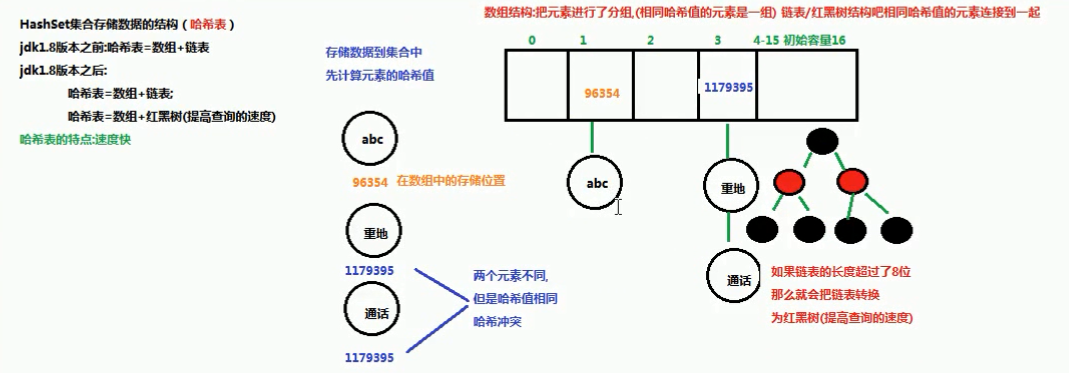 HashSet集合存储数据的结构（哈希表）
jdk1.8版本之前:哈希表=数组+链表
jdk1.8版本之后:
哈希表=数组+链表;
哈希表=数组+红黑树(提高查询的速度)
哈希表的特点:速度快
存储数据到集合中
先计算元素的哈希值
abc
96354 在数组中的存储位置
重地
1179395
通话
1179395
两个元素不同,
但是哈希值相同
哈希冲突
数组结构:把元素进行了分组,(相同哈希值的元素是一组) 链表/红黑树结构吧相同哈希值的元素连接到一起
0 1 2 3 4-15 初始容量16
96354 1179395
abc
重地
通话
如果链表的长度超过了8位
那么就会把链表转换
为红黑树(提高查询的速度)